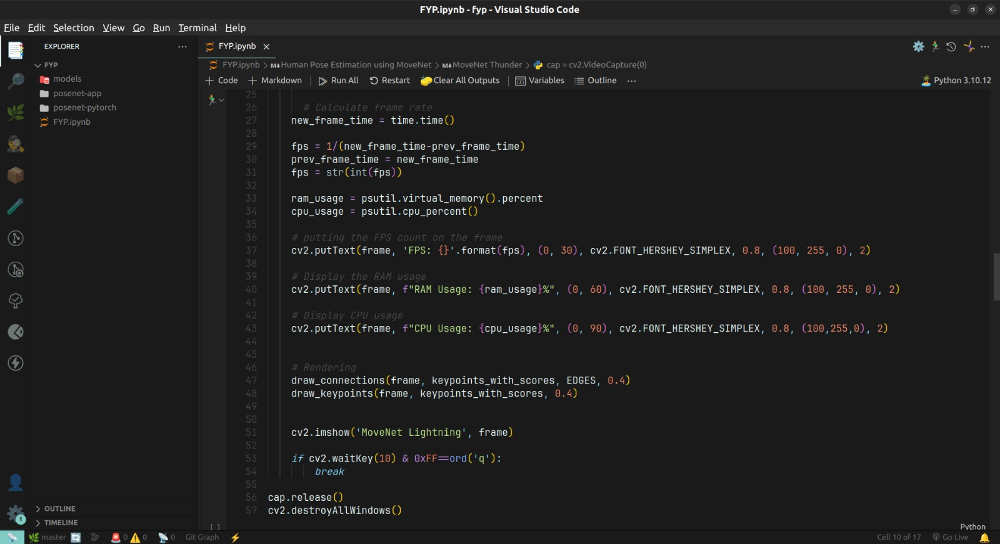 FYP.ipynb - fyp - Visual Studio Code
File Edit Selection View Go Run Terminal Help
EXPLORER ···
FYP
models
posenet-app
posenet-pytorch
FYP.ipynb
OUTLINE
TIMELINE
FYP.ipynb
FYP.ipynb > M↓Human Pose Estimation using MoveNet > M↓MoveNet Thunder > cap = cv2.VideoCapture(0)
+ Code + Markdown | Run All Restart Clear All Outputs | Variables Outline ··· Python 3.10.12
25
26 # Calculate frame rate
27 new_frame_time = time.time()
28
29 fps = 1/(new_frame_time-prev_frame_time)
30 prev_frame_time = new_frame_time
31 fps = str(int(fps))
32
33 ram_usage = psutil.virtual_memory().percent
34 cpu_usage = psutil.cpu_percent()
35
36 # putting the FPS count on the frame
37 cv2.putText(frame, 'FPS: {}'.format(fps), (0, 30), cv2.FONT_HERSHEY_SIMPLEX, 0.8, (100, 255, 0), 2)
38
39 # Display the RAM usage
40 cv2.putText(frame, f"RAM Usage: {ram_usage}%", (0, 60), cv2.FONT_HERSHEY_SIMPLEX, 0.8, (100, 255, 0), 2)
41
42 # Display CPU usage
43 cv2.putText(frame, f"CPU Usage: {cpu_usage}%", (0, 90), cv2.FONT_HERSHEY_SIMPLEX, 0.8, (100,255,0), 2)
44
45
46 # Rendering
47 draw_connections(frame, keypoints_with_scores, EDGES, 0.4)
48 draw_keypoints(frame, keypoints_with_scores, 0.4)
49
50
51 cv2.imshow('MoveNet Lightning', frame)
52
53 if cv2.waitKey(10) & 0xFF==ord('q'):
54 break
55
56 cap.release()
57 cv2.destroyAllWindows()
[ ] Python
1
master 0 0 0 Git Graph Cell 10 of 17 Go Live